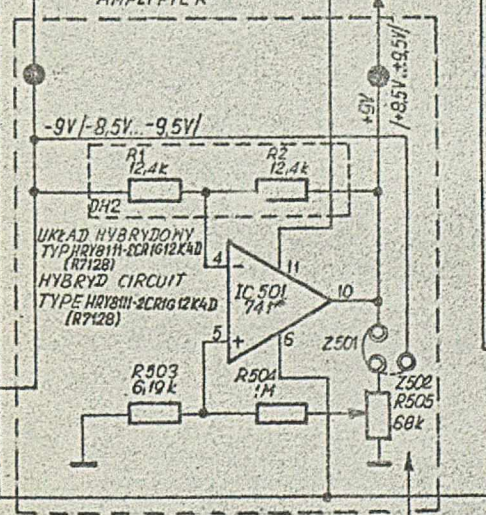 AMPLIFIER
-9V/-8,5V...-9,5V/
+9V
/+8,5V...+9,5V/
R1
12,4k
R2
12,4k
DH2
UKŁAD HYBRYDOWY
TYP HRY8111-2CR1G12K4D
(R7128)
HYBRYD CIRCUIT
TYPE HRY8111-2CR1G12K4D
(R7128)
4
-
11
IC501
741*
10
5
+
6
Z501
R503
6,19k
R504
1M
Z502
R505
68k